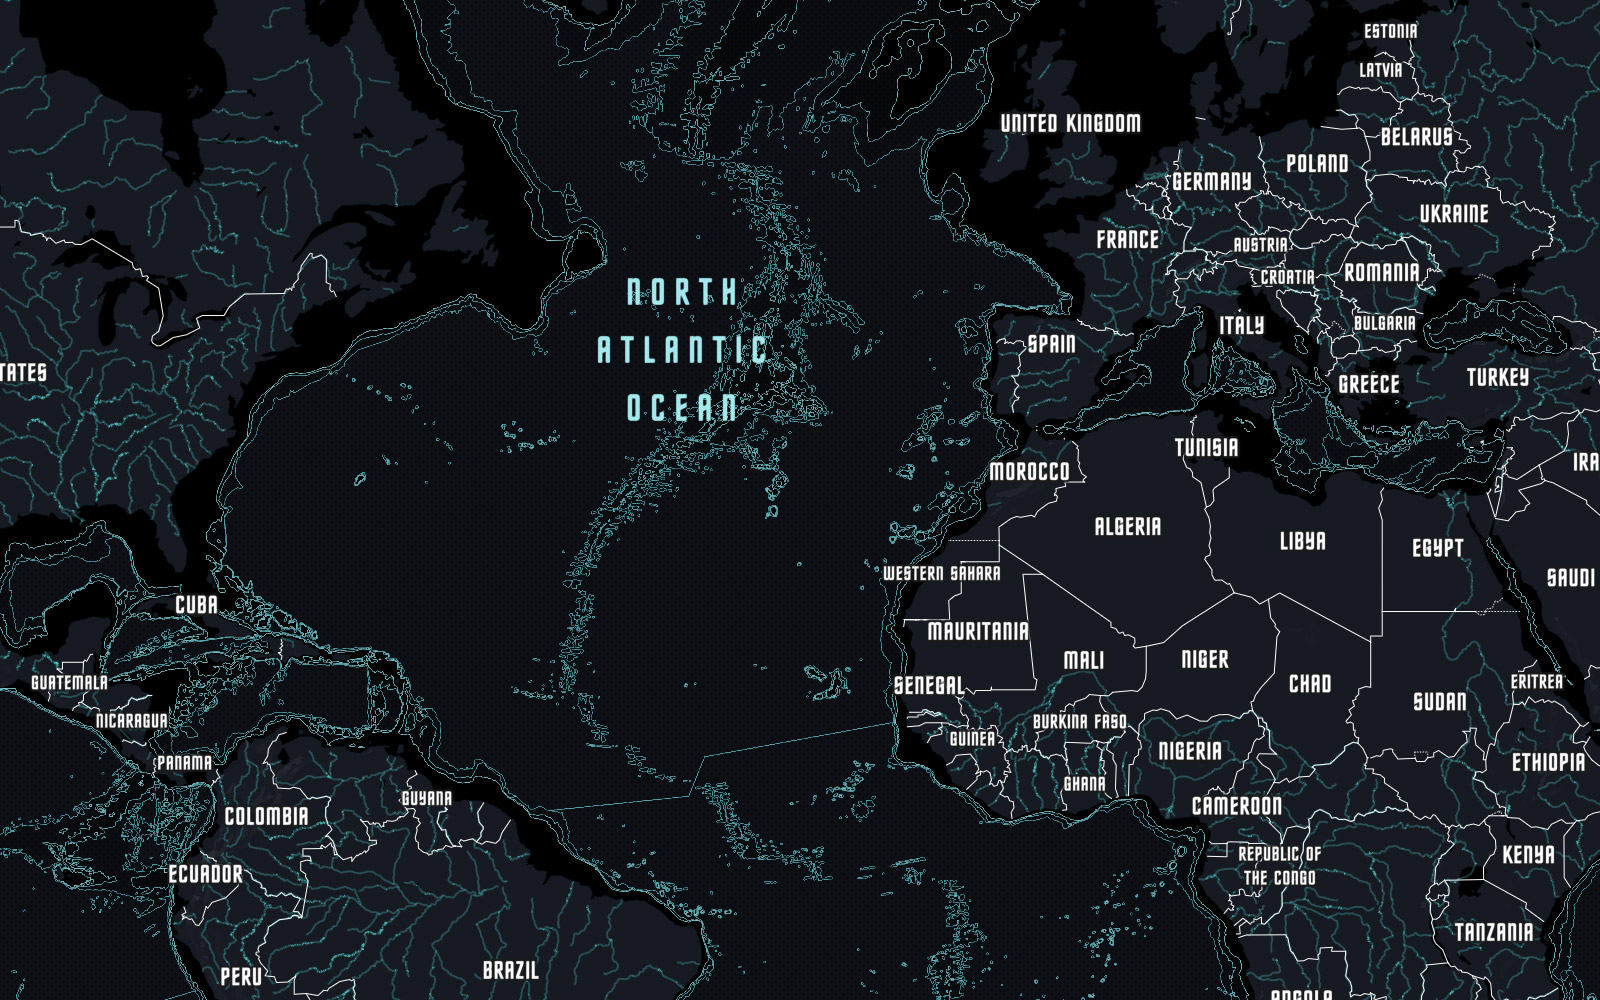 ESTONIA
LATVIA
UNITED KINGDOM
BELARUS
POLAND
GERMANY
UKRAINE
FRANCE
AUSTRIA
ROMANIA
CROATIA
NORTH
ATLANTIC
OCEAN
ITALY
BULGARIA
SPAIN
TATES
GREECE
TURKEY
TUNISIA
MOROCCO
IRA
ALGERIA
LIBYA
EGYPT
WESTERN SAHARA
SAUDI
CUBA
MAURITANIA
MALI
NIGER
GUATEMALA
SENEGAL
CHAD
ERITREA
SUDAN
NICARAGUA
BURKINA FASO
GUINEA
NIGERIA
PANAMA
ETHIOPIA
GHANA
GUYANA
CAMEROON
COLOMBIA
REPUBLIC OF
THE CONGO
KENYA
ECUADOR
TANZANIA
PERU
BRAZIL
ANGOLA